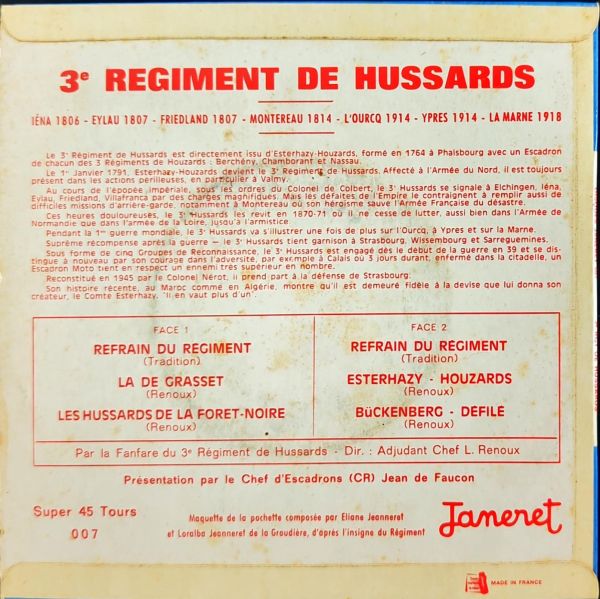 3e REGIMENT DE HUSSARDS
IÉNA 1806 - EYLAU 1807 - FRIEDLAND 1807 - MONTEREAU 1814 - L'OURCQ 1914 - YPRES 1914 - LA MARNE 1918
Le 3e Régiment de Hussards est directement issu d'Esterhazy-Houzards, formé en 1764 à Phalsbourg avec un Escadron
de chacun des 3 Régiments de Houzards : Berchény, Chamborant et Nassau.
Le 1er Janvier 1791, Esterhazy-Houzards devient le 3e Régiment de Hussards. Affecté à l'Armée du Nord, il est toujours
présent dans les actions périlleuses, en particulier à Valmy.
Au cours de l'épopée impériale, sous les ordres du Colonel de Colbert, le 3e Hussards se signale à Elchingen, Iéna,
Eylau, Friedland, Villafranca par des charges magnifiques. Mais les défaites de l'Empire le contraignent à remplir aussi de
difficiles missions d'arrière-garde, notamment à Montereau où son héroïsme sauve l'Armée Française du désastre.
Ces heures douloureuses, le 3e Hussards les revit en 1870-71 où il ne cesse de lutter, aussi bien dans l'Armée de
Normandie que dans l'armée de la Loire, jusqu'à l'armistice.
Pendant la 1ère guerre mondiale, le 3e Hussards va s'illustrer une fois de plus sur l'Ourcq, à Ypres et sur la Marne.
Suprême récompense après la guerre — le 3e Hussards tient garnison à Strasbourg, Wissembourg et Sarreguemines.
Sous forme de cinq Groupes de Reconnaissance, le 3e Hussards est engagé dès le début de la guerre en 39 et se dis-
tingue à nouveau par son courage dans l'adversité, par exemple à Calais où 3 jours durant, enfermé dans la citadelle, un
Escadron Moto tient en respect un ennemi très supérieur en nombre.
Reconstitué en 1945 par le Colonel Nérot, il prend part à la défense de Strasbourg.
Son histoire récente, au Maroc comme en Algérie, montre qu'il est demeuré fidèle à la devise que lui donna son
créateur, le Comte Esterhazy, "Il en vaut plus d'un".
FACE 1
REFRAIN DU RÉGIMENT
(Tradition)
LA DE GRASSET
(Renoux)
LES HUSSARDS DE LA FORET-NOIRE
(Renoux)
FACE 2
REFRAIN DU RÉGIMENT
(Tradition)
ESTERHAZY - HOUZARDS
(Renoux)
BüCKENBERG - DÉFILÉ
(Renoux)
Par la Fanfare du 3e Régiment de Hussards - Dir. : Adjudant Chef L. Renoux
Présentation par le Chef d'Escadrons (CR) Jean de Faucon
Super 45 Tours
007
Maquette de la pochette composée par Eliane Jeanneret
et Loralba Jeanneret de la Graudière, d'après l'insigne du Régiment
Janeret
MADE IN FRANCE